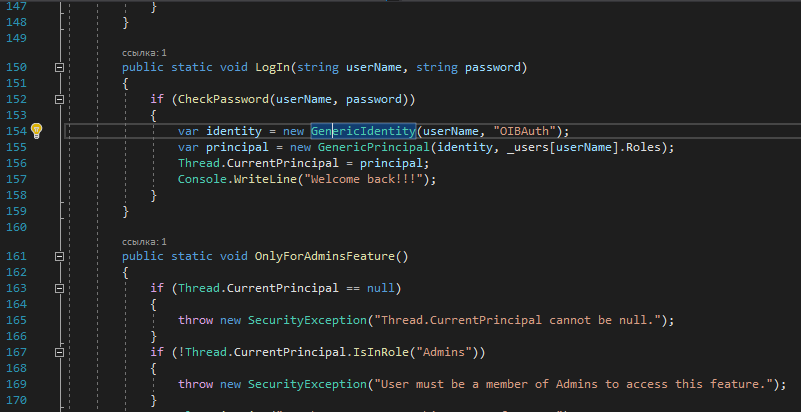 147 }
148 }
149
ссылка: 1
150 public static void LogIn(string userName, string password)
151 {
152 if (CheckPassword(userName, password))
153 {
154 var identity = new GenericIdentity(userName, "OIBAuth");
155 var principal = new GenericPrincipal(identity, _users[userName].Roles);
156 Thread.CurrentPrincipal = principal;
157 Console.WriteLine("Welcome back!!!");
158 }
159 }
160
ссылка: 1
161 public static void OnlyForAdminsFeature()
162 {
163 if (Thread.CurrentPrincipal == null)
164 {
165 throw new SecurityException("Thread.CurrentPrincipal cannot be null.");
166 }
167 if (!Thread.CurrentPrincipal.IsInRole("Admins"))
168 {
169 throw new SecurityException("User must be a member of Admins to access this feature.");
170 }